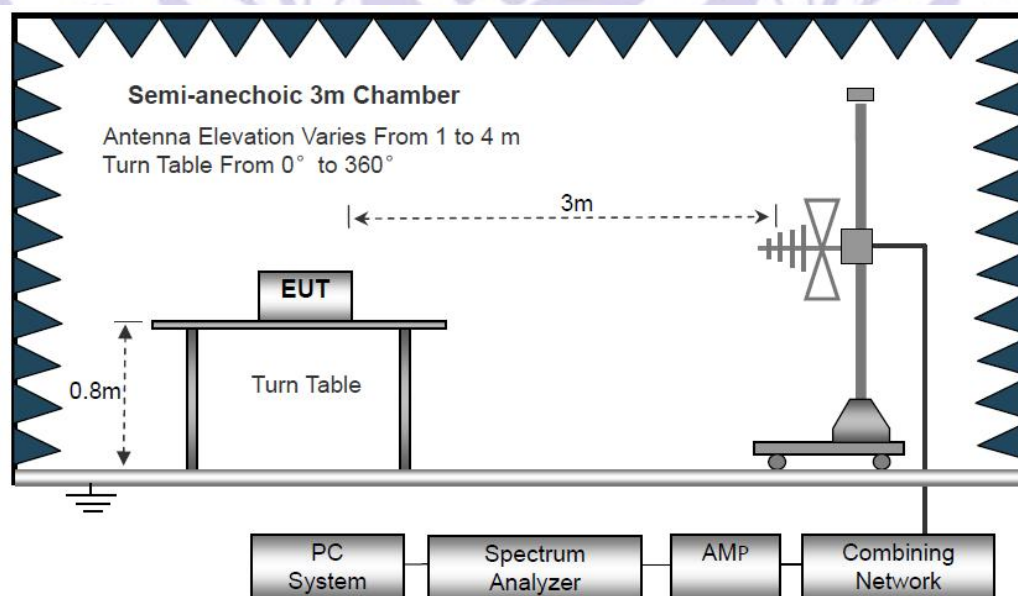 Semi-anechoic 3m Chamber
Antenna Elevation Varies From 1 to 4 m
Turn Table From 0° to 360°
3m
EUT
0.8m
Turn Table
PC
System
Spectrum
Analyzer
AMP
Combining
Network